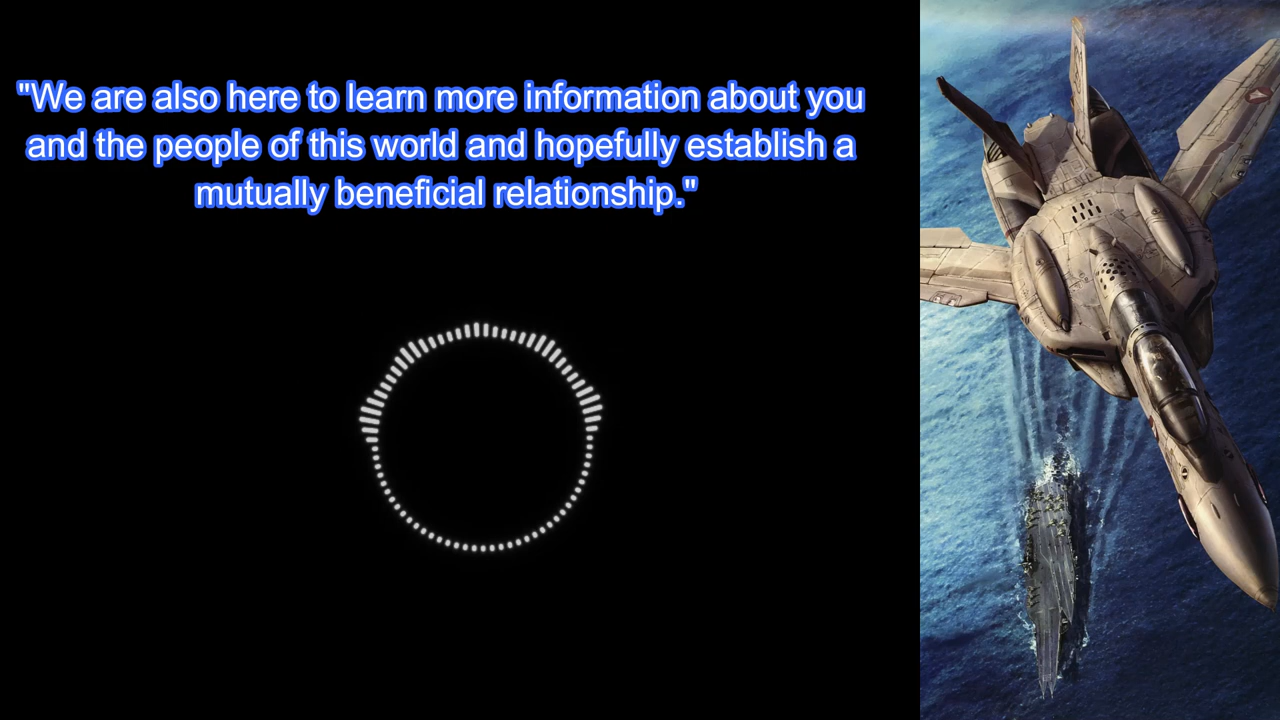 "We are also here to learn more information about you
and the people of this world and hopefully establish a
mutually beneficial relationship."